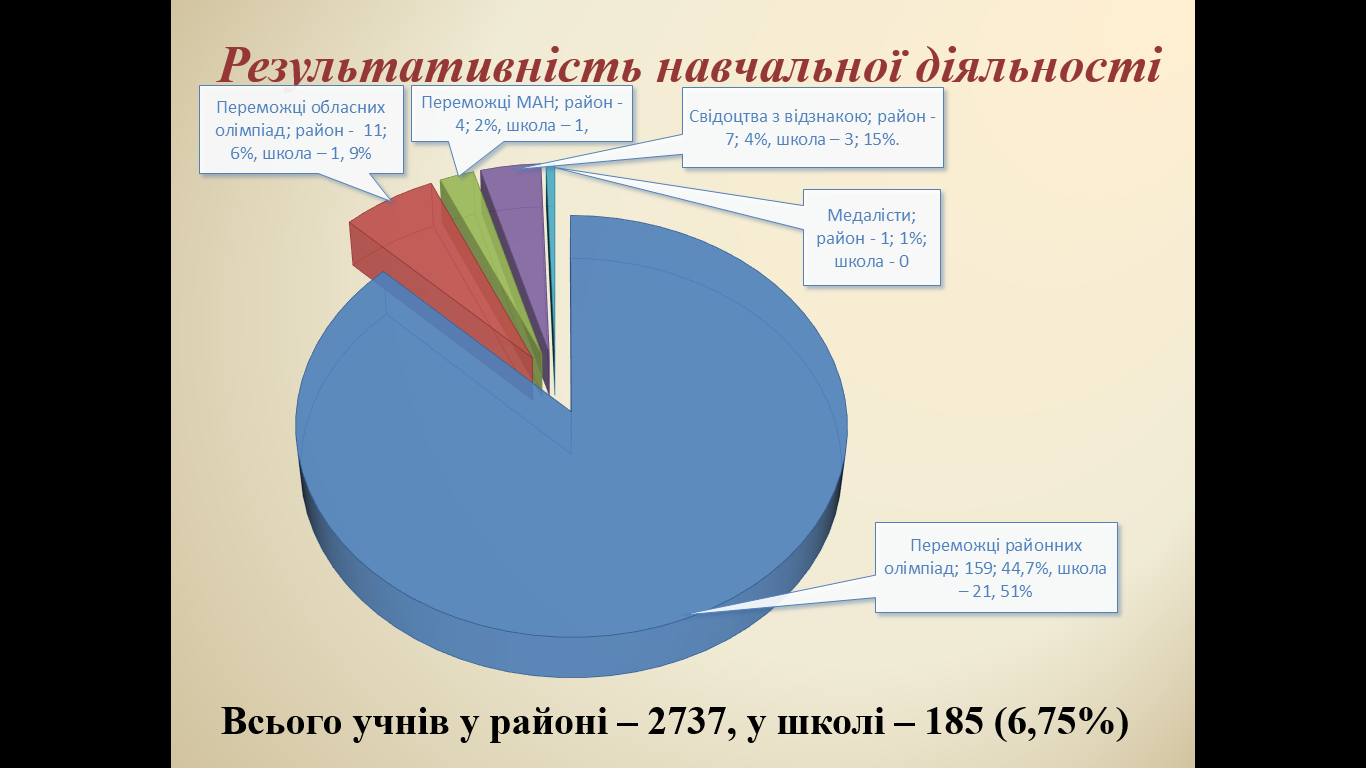 Результативність навчальної діяльності
Переможці обласних
олімпіад; район -  11;
6%, школа – 1, 9%
Переможці МАН; район -
4; 2%, школа – 1,
Свідоцтва з відзнакою; район -
7; 4%, школа – 3; 15%.
Медалісти;
район - 1; 1%;
школа - 0
Переможці районних
олімпіад; 159; 44,7%, школа
– 21, 51%
Всього учнів у районі – 2737, у школі – 185 (6,75%)